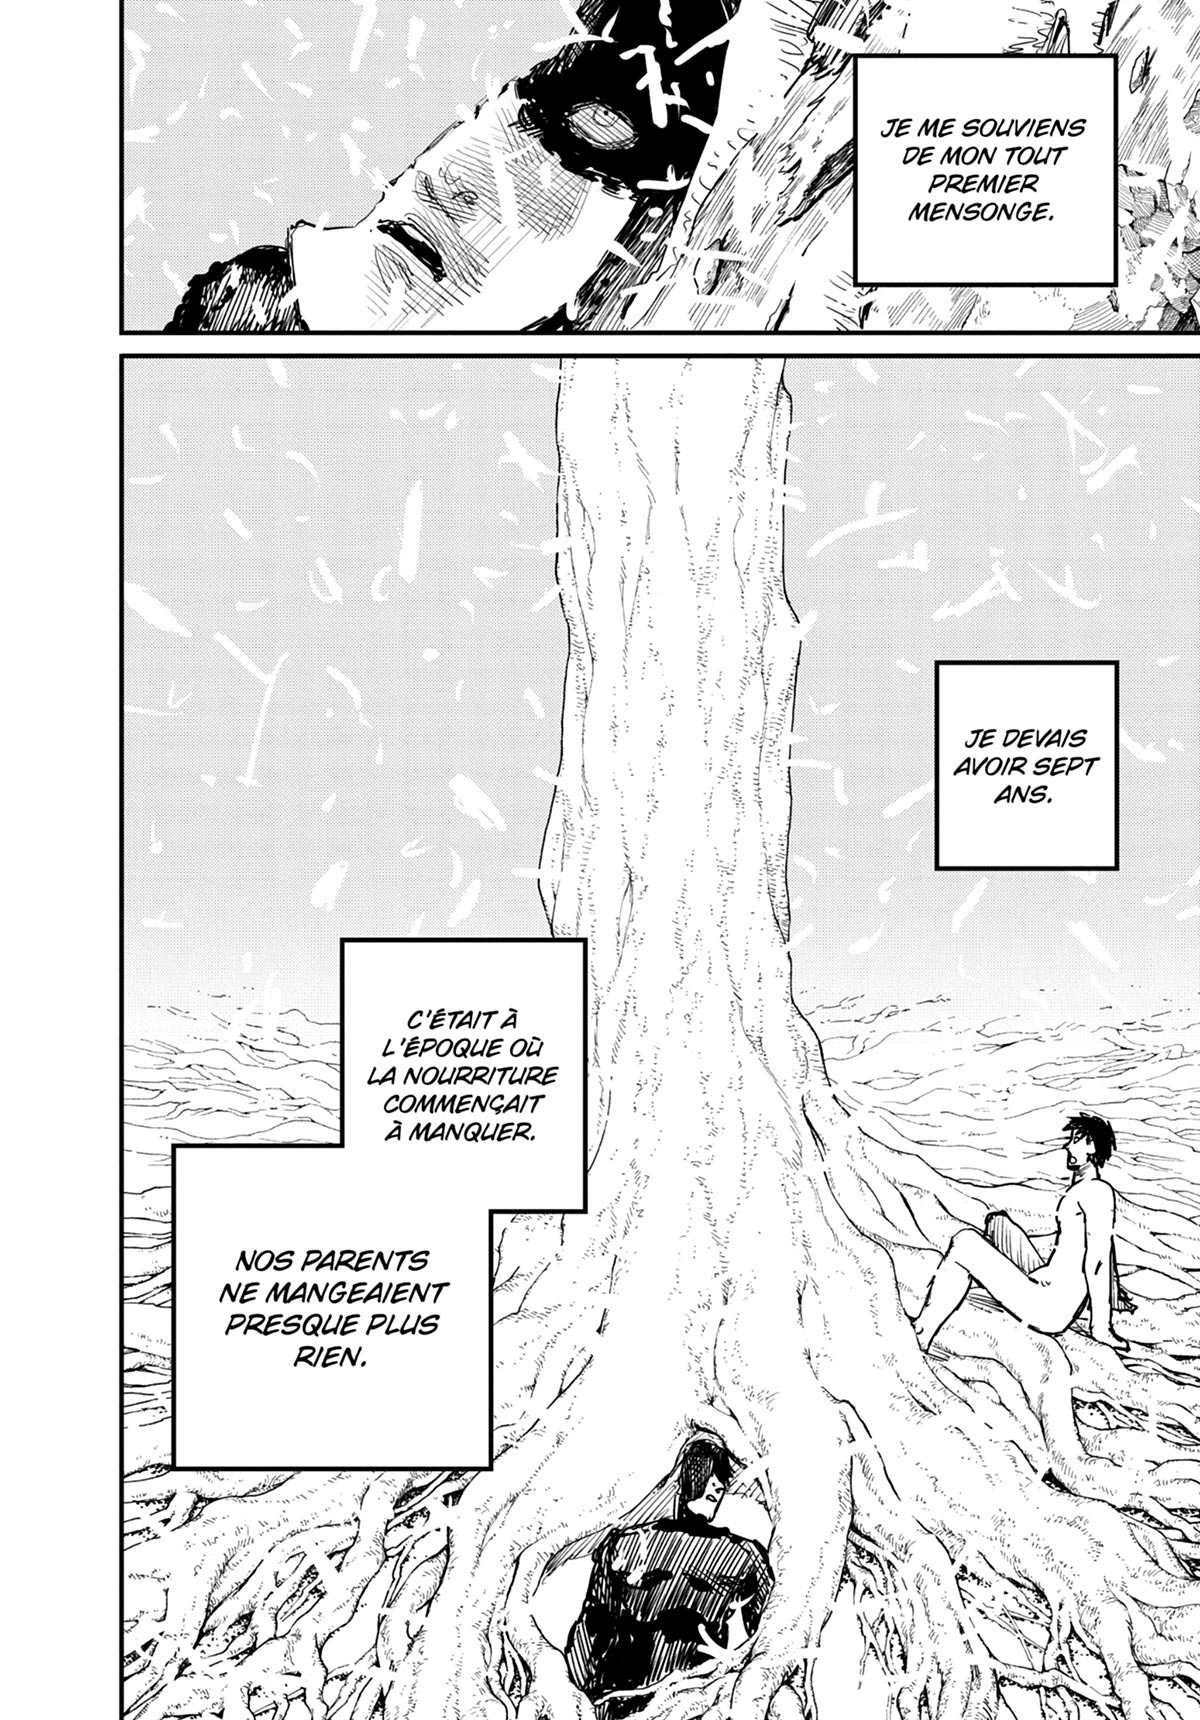 JE ME SOUVIENS
DE MON TOUT
PREMIER
MENSONGE.
JE DEVAIS
AVOIR SEPT
ANS.
C'ÉTAIT À
L'ÉPOQUE OÙ
LA NOURRITURE
COMMENÇAIT
À MANQUER.
NOS PARENTS
NE MANGEAIENT
PRESQUE PLUS
RIEN.